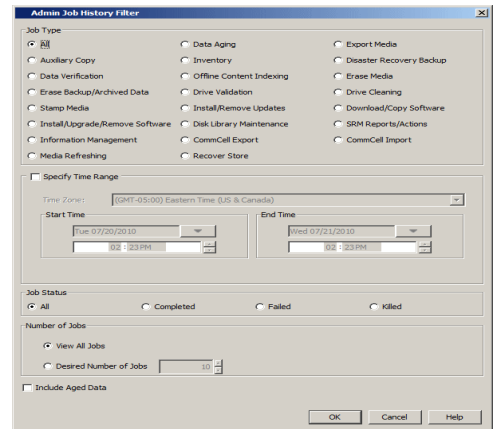 Admin Job History Filter
Job Type
All Data Aging Export Media
Auxiliary Copy Inventory Disaster Recovery Backup
Data Verification Offline Content Indexing Erase Media
Erase Backup/Archived Data Drive Validation Drive Cleaning
Stamp Media Install/Remove Updates Download/Copy Software
Install/Upgrade/Remove Software Disk Library Maintenance SRM Reports/Actions
Information Management CommCell Export CommCell Import
Media Refreshing Recover Store
Specify Time Range
Time Zone: (GMT-05:00) Eastern Time (US & Canada)
Start Time End Time
Tue 07/20/2010 Wed 07/21/2010
02 : 23 PM 02 : 23 PM
Job Status
All Completed Failed Killed
Number of Jobs
View All Jobs
Desired Number of Jobs 10
Include Aged Data
OK Cancel Help